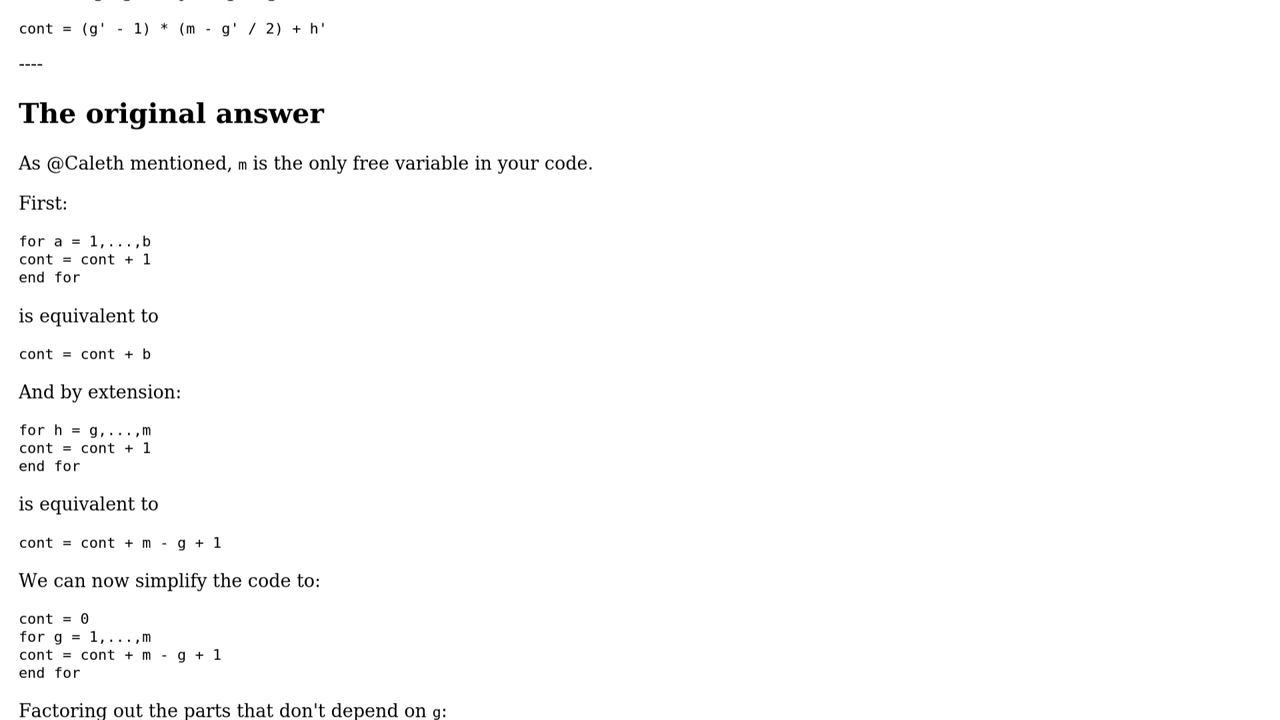 cont = (g' - 1) * (m - g' / 2) + h'
----
The original answer
As @Caleth mentioned, m is the only free variable in your code.
First:
for a = 1,...,b
cont = cont + 1
end for
is equivalent to
cont = cont + b
And by extension:
for h = g,...,m
cont = cont + 1
end for
is equivalent to
cont = cont + m - g + 1
We can now simplify the code to:
cont = 0
for g = 1,...,m
cont = cont + m - g + 1
end for
Factoring out the parts that don't depend on g: